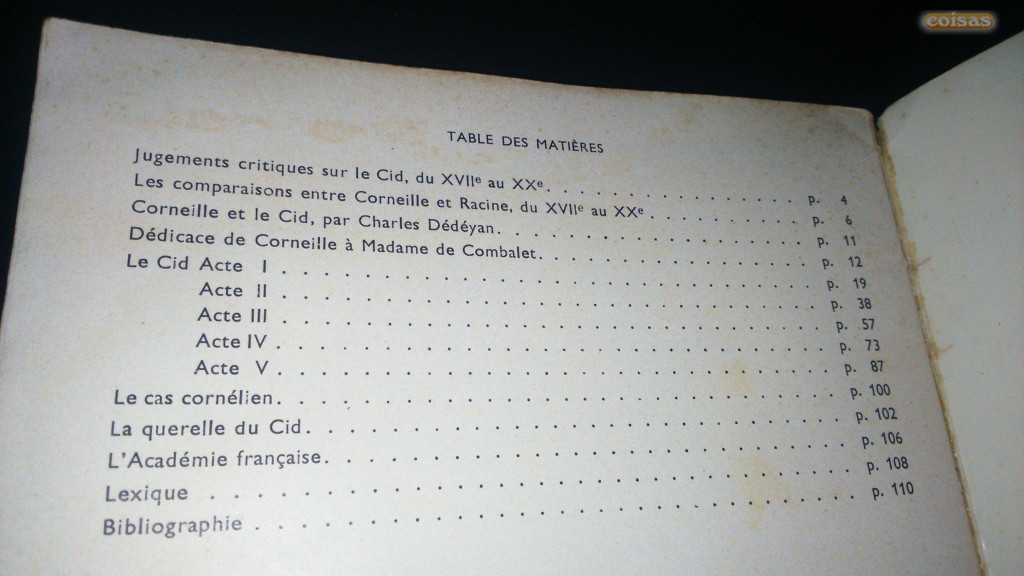 coisas
TABLE DES MATIÈRES
Jugements critiques sur le Cid, du XVIIe au XXe. . . . . . . . . . . . . . . p. 4
Les comparaisons entre Corneille et Racine, du XVIIe au XXe . . . . . . . . . . p. 6
Corneille et le Cid, par Charles Dédéyan. . . . . . . . . . . . . . . . . p. 11
Dédicace de Corneille à Madame de Combalet. . . . . . . . . . . . . . . p. 12
Le Cid Acte I . . . . . . . . . . . . . . . . . . . . . . . . . . p. 19
Acte II . . . . . . . . . . . . . . . . . . . . . . . . . . p. 38
Acte III . . . . . . . . . . . . . . . . . . . . . . . . . . p. 57
Acte IV . . . . . . . . . . . . . . . . . . . . . . . . . . p. 73
Acte V . . . . . . . . . . . . . . . . . . . . . . . . . . p. 87
Le cas cornélien. . . . . . . . . . . . . . . . . . . . . . . . . . p. 100
La querelle du Cid. . . . . . . . . . . . . . . . . . . . . . . . . p. 102
L'Académie française. . . . . . . . . . . . . . . . . . . . . . . . p. 106
Lexique . . . . . . . . . . . . . . . . . . . . . . . . . . . . p. 108
Bibliographie . . . . . . . . . . . . . . . . . . . . . . . . . . p. 110